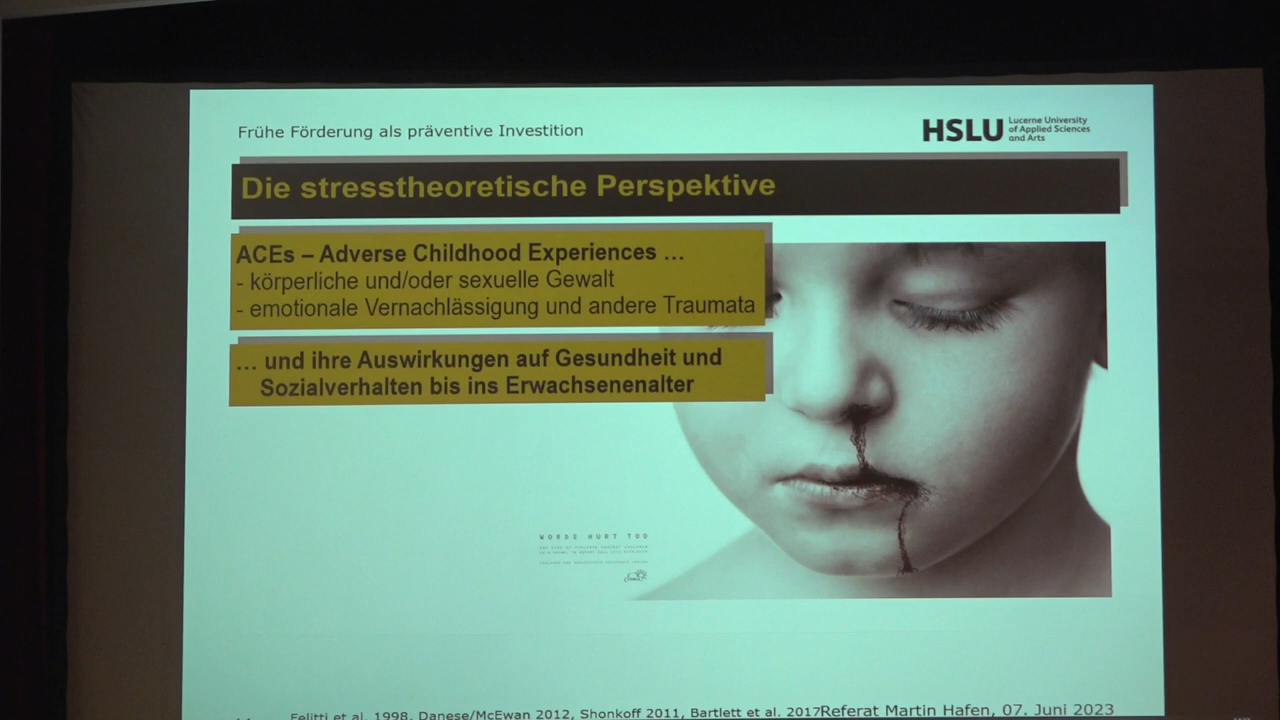 Frühe Förderung als präventive Investition
HSLU
Lucerne University
of Applied Sciences
and Arts
Die stresstheoretische Perspektive
ACEs – Adverse Childhood Experiences …
- körperliche und/oder sexuelle Gewalt
- emotionale Vernachlässigung und andere Traumata
… und ihre Auswirkungen auf Gesundheit und
Sozialverhalten bis ins Erwachsenenalter
WORDS HURT TOO
Felitti et al. 1998, Danese/McEwan 2012, Shonkoff 2011, Bartlett et al. 2017
Referat Martin Hafen, 07. Juni 2023